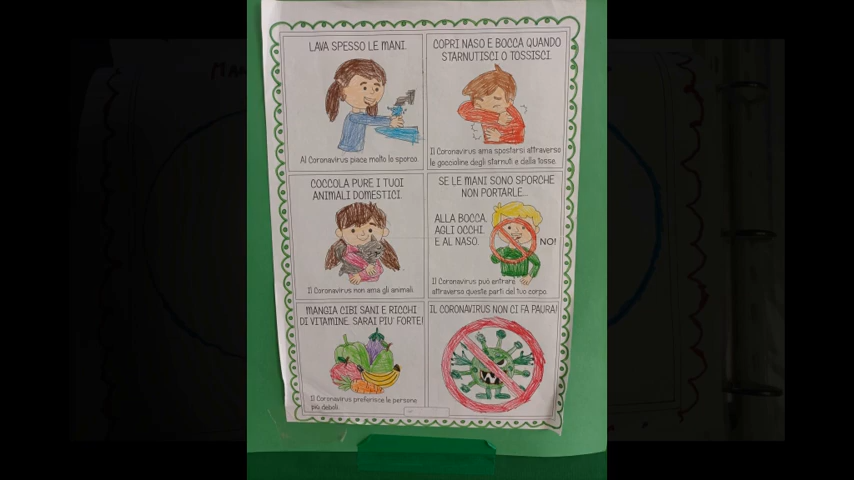 LAVA SPESSO LE MANI.
Al Coronavirus piace molto lo sporco.
COPRI NASO E BOCCA QUANDO
STARNUTISCI O TOSSISCI.
Il Coronavirus ama spostarsi attraverso
le goccioline degli starnuti e della tosse.
COCCOLA PURE I TUOI
ANIMALI DOMESTICI.
Il Coronavirus non ama gli animali.
SE LE MANI SONO SPORCHE
NON PORTARLE...
ALLA BOCCA,
AGLI OCCHI
E AL NASO.
NO!
Il Coronavirus può entrare
attraverso queste parti del tuo corpo.
MANGIA CIBI SANI E RICCHI
DI VITAMINE. SARAI PIU' FORTE!
Il Coronavirus preferisce le persone
più deboli.
IL CORONAVIRUS NON CI FA PAURA!